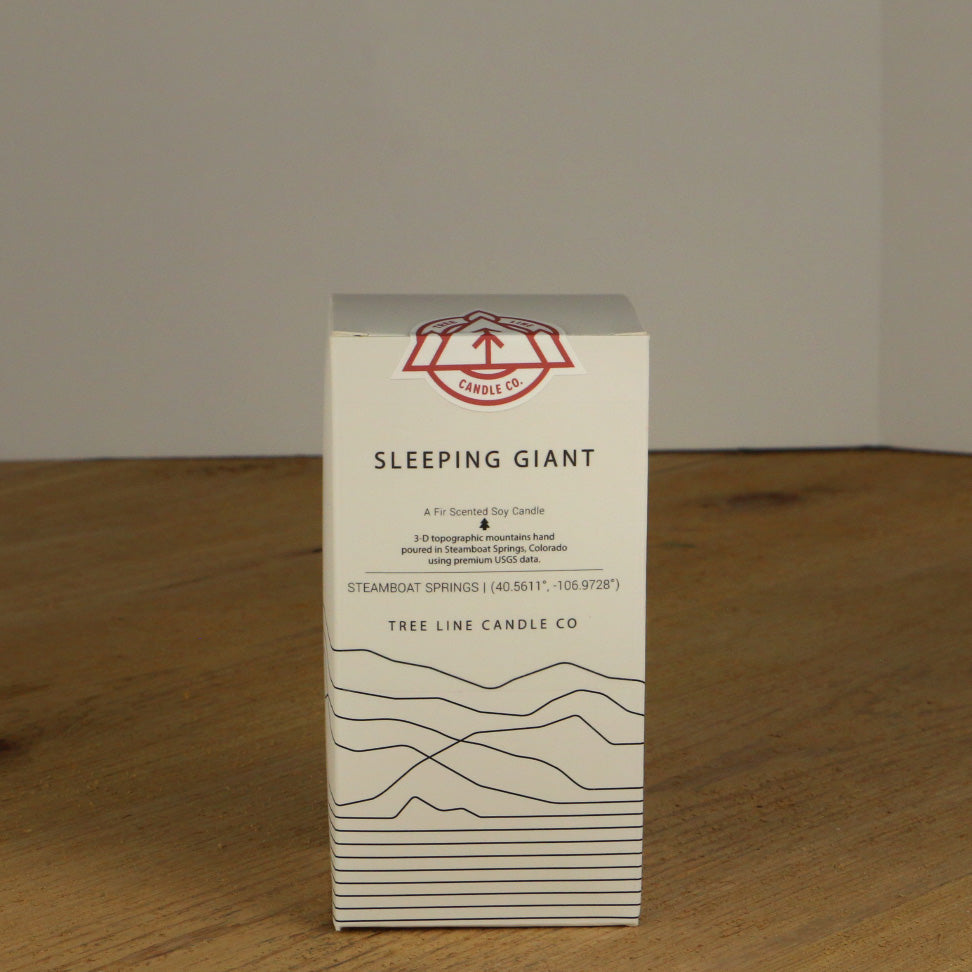 TREE LINE
CANDLE CO.
SLEEPING GIANT
A Fir Scented Soy Candle
3-D topographic mountains hand
poured in Steamboat Springs, Colorado
using premium USGS data.
STEAMBOAT SPRINGS | (40.5611°, -106.9728°)
TREE LINE CANDLE CO